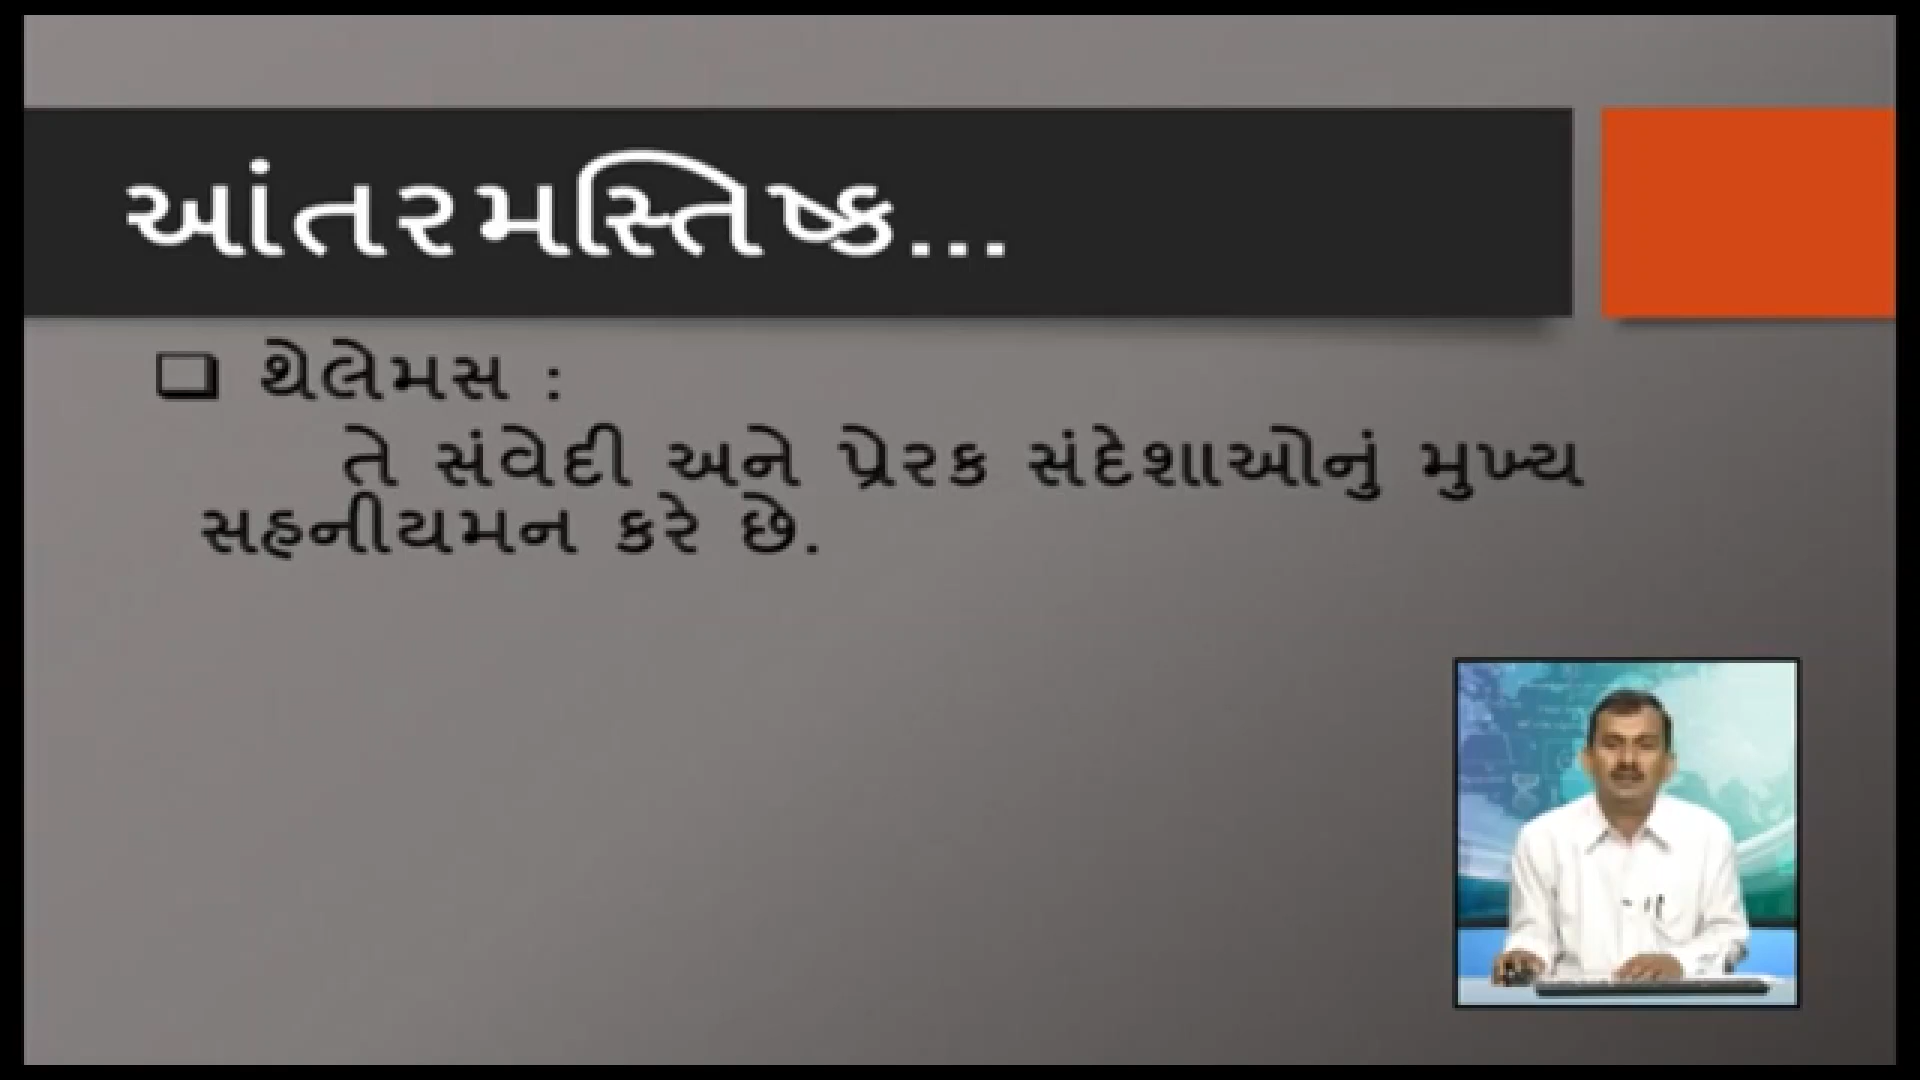 આંતરમસ્તિષ્ક...
થેલેમસ :
તે સંવેદી અને પ્રેરક સંદેશાઓનું મુખ્ય
સહનીયમન કરે છે.